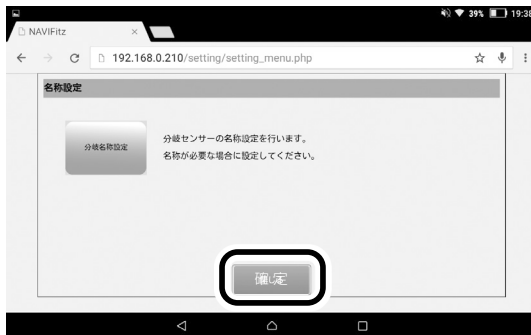 39% 19:38
NAVIFitz ×
192.168.0.210/setting/setting_menu.php
名称設定
分岐センサーの名称設定を行います。
分岐名称設定
名称が必要な場合に設定してください。